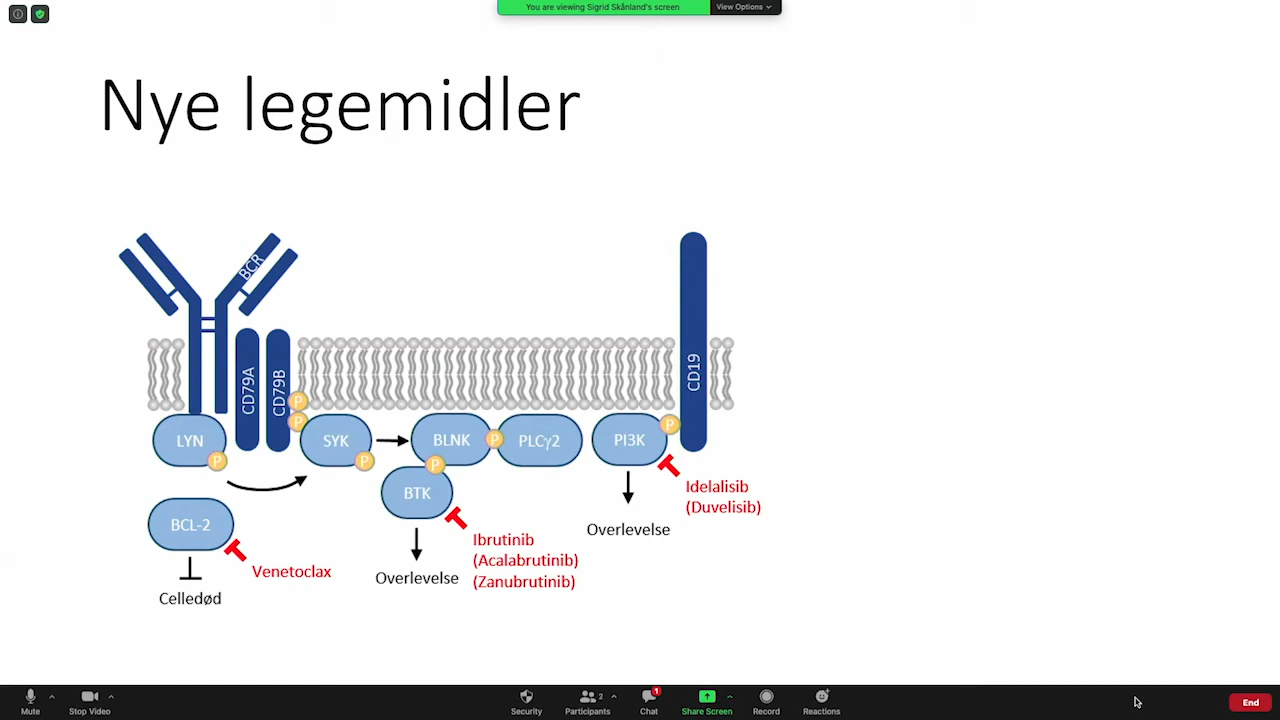 You are viewing Sigrid Skånland's screen
View Options
Nye legemidler
BCR
CD79A
CD79B
CD19
P
P
P
LYN
SYK
BLNK
P
PLCγ2
PI3K
P
P
P
BTK
BCL-2
Idelalisib
(Duvelisib)
Overlevelse
Ibrutinib
(Acalabrutinib)
(Zanubrutinib)
Venetoclax
Overlevelse
Celledød
Mute
Stop Video
Security
2
Participants
1
Chat
Share Screen
Record
Reactions
End